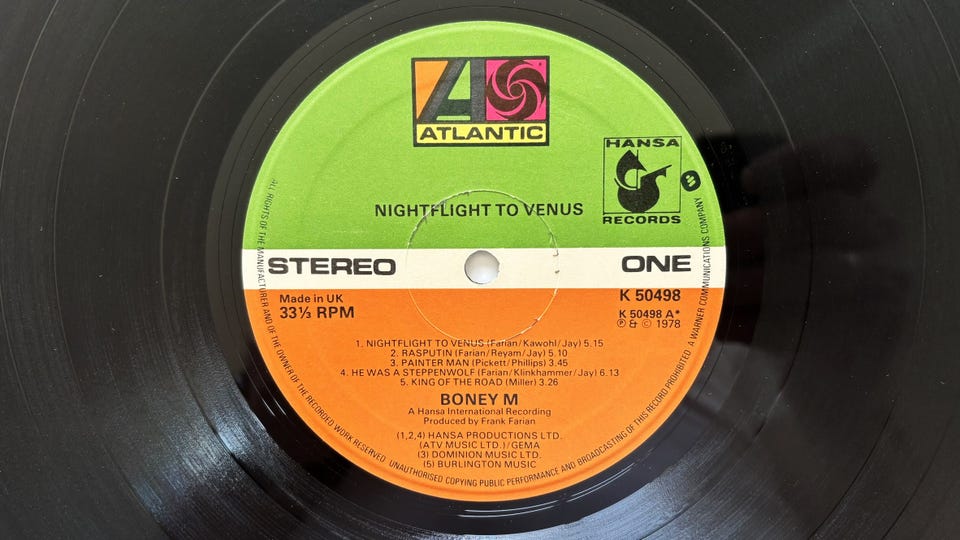 ATLANTIC
HANSA
RECORDS
NIGHTFLIGHT TO VENUS
STEREO
ONE
Made in UK
33⅓ RPM
K 50498
K 50498 A*
Ⓟ & © 1978
1. NIGHTFLIGHT TO VENUS (Farian/Kawohl/Jay) 5.15
2. RASPUTIN (Farian/Reyam/Jay) 5.10
3. PAINTER MAN (Pickett/Phillips) 3.45
4. HE WAS A STEPPENWOLF (Farian/Klinkhammer/Jay) 6.13
5. KING OF THE ROAD (Miller) 3.26
BONEY M
A Hansa International Recording
Produced by Frank Farian
(1,2,4) HANSA PRODUCTIONS LTD.
(ATV MUSIC LTD.)/GEMA
(3) DOMINION MUSIC LTD.
(5) BURLINGTON MUSIC
ALL RIGHTS OF THE MANUFACTURER AND OF THE OWNER OF THE RECORDED WORK RESERVED. UNAUTHORISED COPYING PUBLIC PERFORMANCE AND BROADCASTING OF THIS RECORD PROHIBITED. A WARNER COMMUNICATIONS COMPANY